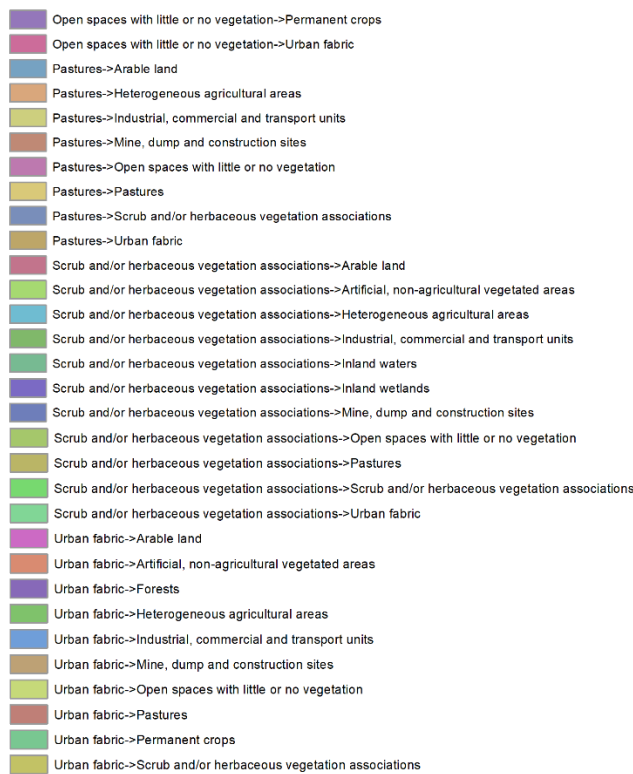 Open spaces with little or no vegetation->Permanent crops
Open spaces with little or no vegetation->Urban fabric
Pastures->Arable land
Pastures->Heterogeneous agricultural areas
Pastures->Industrial, commercial and transport units
Pastures->Mine, dump and construction sites
Pastures->Open spaces with little or no vegetation
Pastures->Pastures
Pastures->Scrub and/or herbaceous vegetation associations
Pastures->Urban fabric
Scrub and/or herbaceous vegetation associations->Arable land
Scrub and/or herbaceous vegetation associations->Artificial, non-agricultural vegetated areas
Scrub and/or herbaceous vegetation associations->Heterogeneous agricultural areas
Scrub and/or herbaceous vegetation associations->Industrial, commercial and transport units
Scrub and/or herbaceous vegetation associations->Inland waters
Scrub and/or herbaceous vegetation associations->Inland wetlands
Scrub and/or herbaceous vegetation associations->Mine, dump and construction sites
Scrub and/or herbaceous vegetation associations->Open spaces with little or no vegetation
Scrub and/or herbaceous vegetation associations->Pastures
Scrub and/or herbaceous vegetation associations->Scrub and/or herbaceous vegetation associations
Scrub and/or herbaceous vegetation associations->Urban fabric
Urban fabric->Arable land
Urban fabric->Artificial, non-agricultural vegetated areas
Urban fabric->Forests
Urban fabric->Heterogeneous agricultural areas
Urban fabric->Industrial, commercial and transport units
Urban fabric->Mine, dump and construction sites
Urban fabric->Open spaces with little or no vegetation
Urban fabric->Pastures
Urban fabric->Permanent crops
Urban fabric->Scrub and/or herbaceous vegetation associations